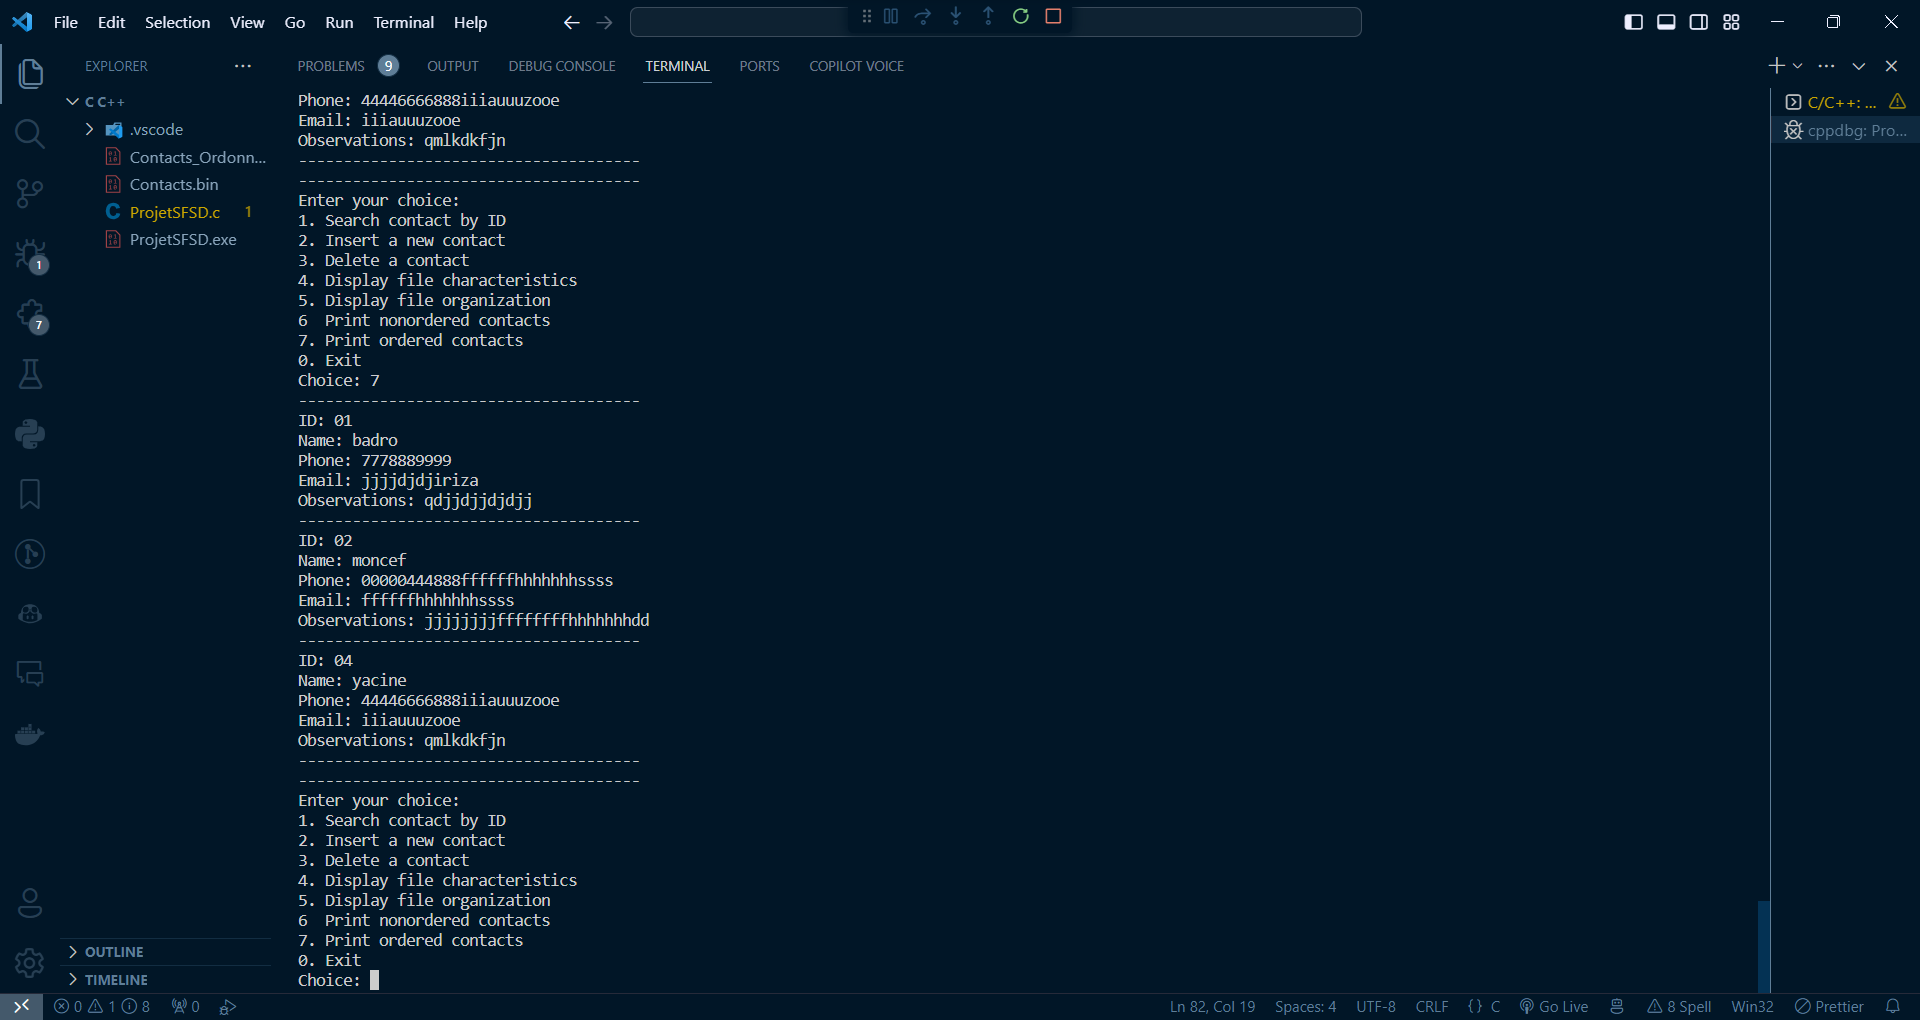 File Edit Selection View Go Run Terminal Help
EXPLORER
C C++
.vscode
Contacts_Ordonn...
Contacts.bin
ProjetSFSD.c 1
ProjetSFSD.exe
1
7
OUTLINE
TIMELINE
PROBLEMS 9 OUTPUT DEBUG CONSOLE TERMINAL PORTS COPILOT VOICE
Phone: 44446666888iiiauuuzooe
Email: iiiauuuzooe
Observations: qmlkdkfjn
--------------------------------------
--------------------------------------
Enter your choice:
1. Search contact by ID
2. Insert a new contact
3. Delete a contact
4. Display file characteristics
5. Display file organization
6  Print nonordered contacts
7. Print ordered contacts
0. Exit
Choice: 7
--------------------------------------
ID: 01
Name: badro
Phone: 7778889999
Email: jjjjdjdjiriza
Observations: qdjjdjjdjdjj
--------------------------------------
ID: 02
Name: moncef
Phone: 00000444888ffffffhhhhhhhssss
Email: ffffffhhhhhhhssss
Observations: jjjjjjjjffffffffhhhhhhhdd
--------------------------------------
ID: 04
Name: yacine
Phone: 44446666888iiiauuuzooe
Email: iiiauuuzooe
Observations: qmlkdkfjn
--------------------------------------
--------------------------------------
Enter your choice:
1. Search contact by ID
2. Insert a new contact
3. Delete a contact
4. Display file characteristics
5. Display file organization
6  Print nonordered contacts
7. Print ordered contacts
0. Exit
Choice:
C/C++: ...
cppdbg: Pro...
0 1 8 0 Ln 82, Col 19 Spaces: 4 UTF-8 CRLF {} C Go Live 8 Spell Win32 Prettier